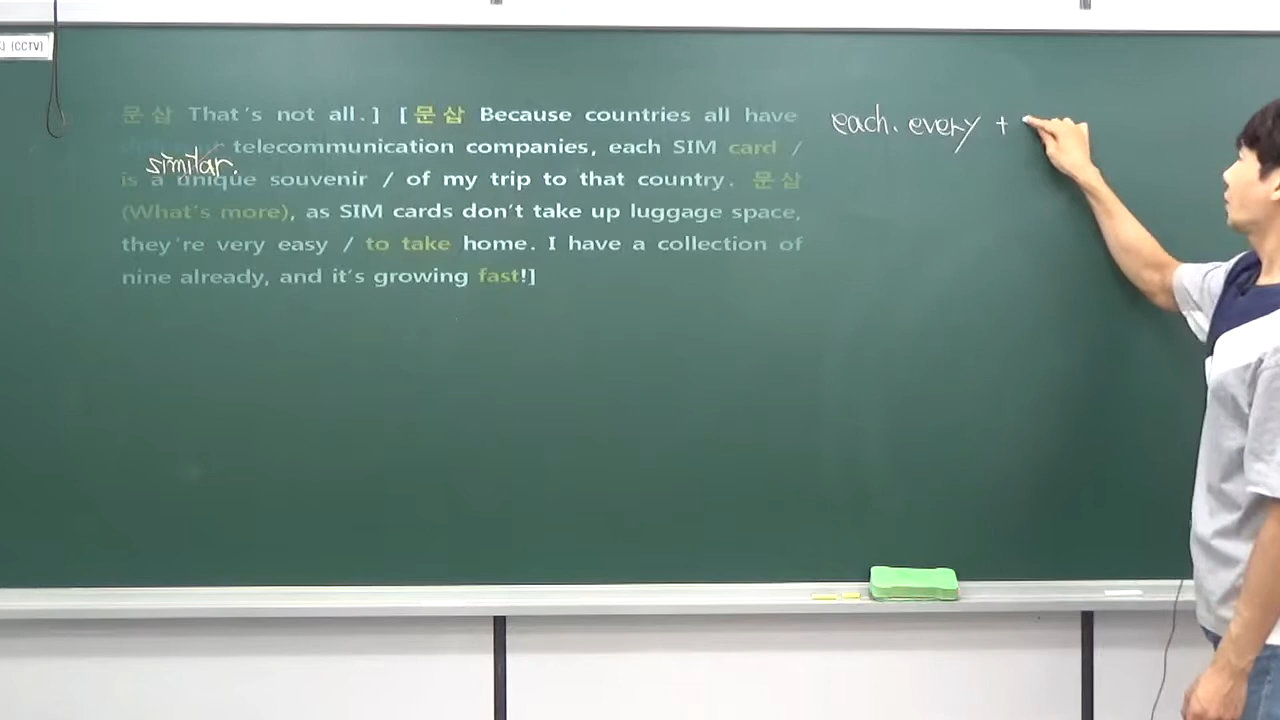 (CCTV)
문 삽 That's not all.] [문 삽 Because countries all have
telecommunication companies, each SIM card /
similar.
is a unique souvenir / of my trip to that country. 문 삽
(What's more), as SIM cards don't take up luggage space,
they're very easy / to take home. I have a collection of
nine already, and it's growing fast!]
each. every +